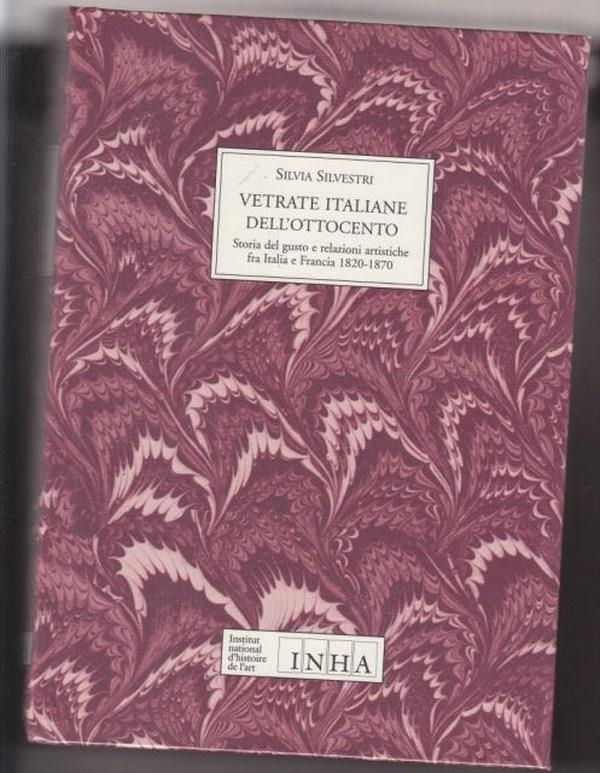 SILVIA SILVESTRI
VETRATE ITALIANE
DELL'OTTOCENTO
Storia del gusto e relazioni artistiche
fra Italia e Francia 1820-1870
Institut
national
d'histoire
de l'art
INHA